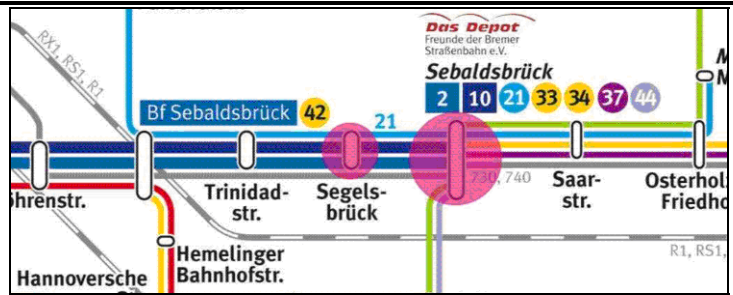 RX1, RS1, R1
Das Depot
Freunde der Bremer
Straßenbahn e.V.
Sebaldsbrück
2 10 21 33 34 37 44
Bf Sebaldsbrück 42
21
730, 740
Trinidad-
str.
Segels-
brück
Saar-
str.
Osterhol
Friedho
hrenstr.
Hemelinger
Bahnhofstr.
R1, RS1,
Hannoversche